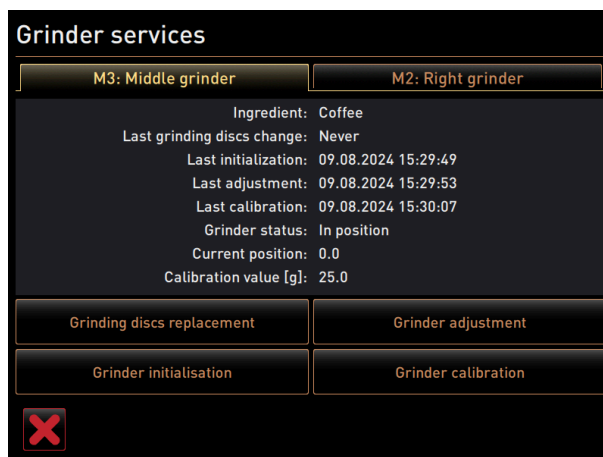 Grinder services
M3: Middle grinder M2: Right grinder
Ingredient: Coffee
Last grinding discs change: Never
Last initialization: 09.08.2024 15:29:49
Last adjustment: 09.08.2024 15:29:53
Last calibration: 09.08.2024 15:30:07
Grinder status: In position
Current position: 0.0
Calibration value [g]: 25.0
Grinding discs replacement Grinder adjustment
Grinder initialisation Grinder calibration